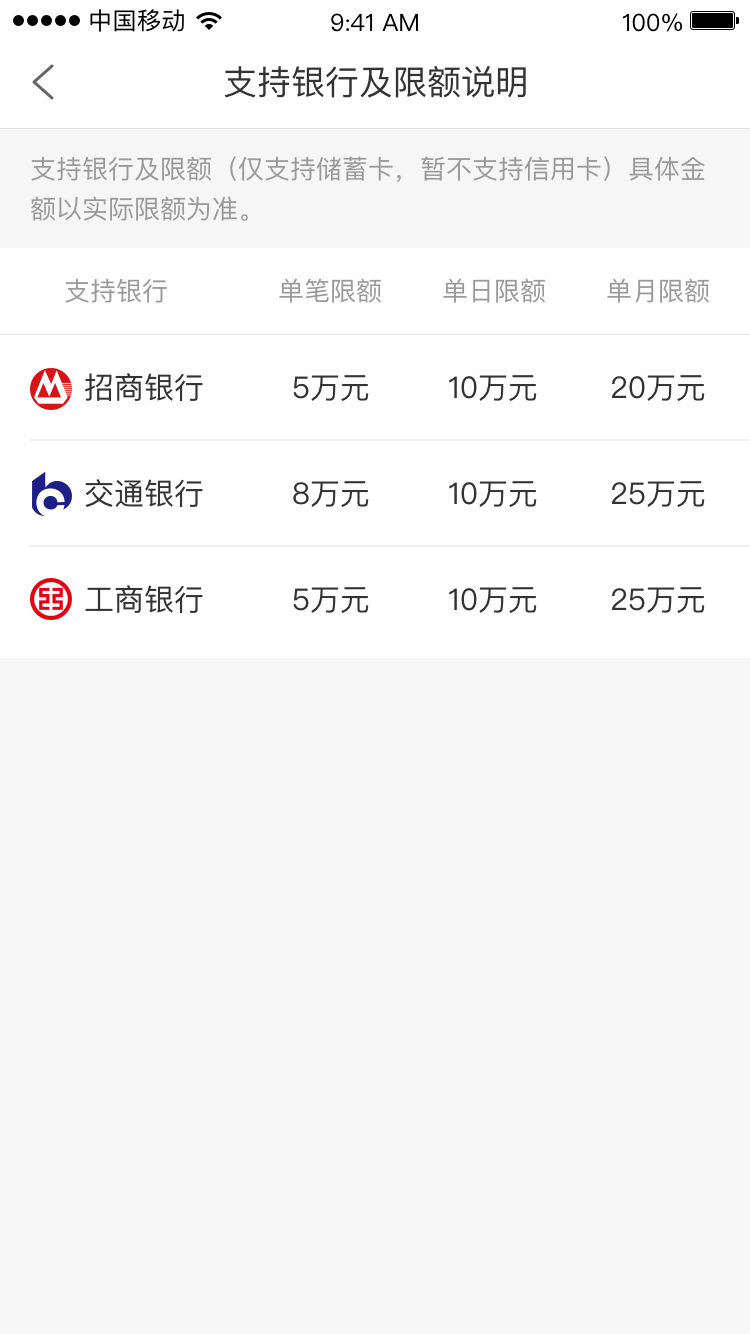 中国移动 9:41 AM 100%
支持银行及限额说明
支持银行及限额（仅支持储蓄卡，暂不支持信用卡）具体金
额以实际限额为准。
支持银行 单笔限额 单日限额 单月限额
招商银行 5万元 10万元 20万元
交通银行 8万元 10万元 25万元
工商银行 5万元 10万元 25万元